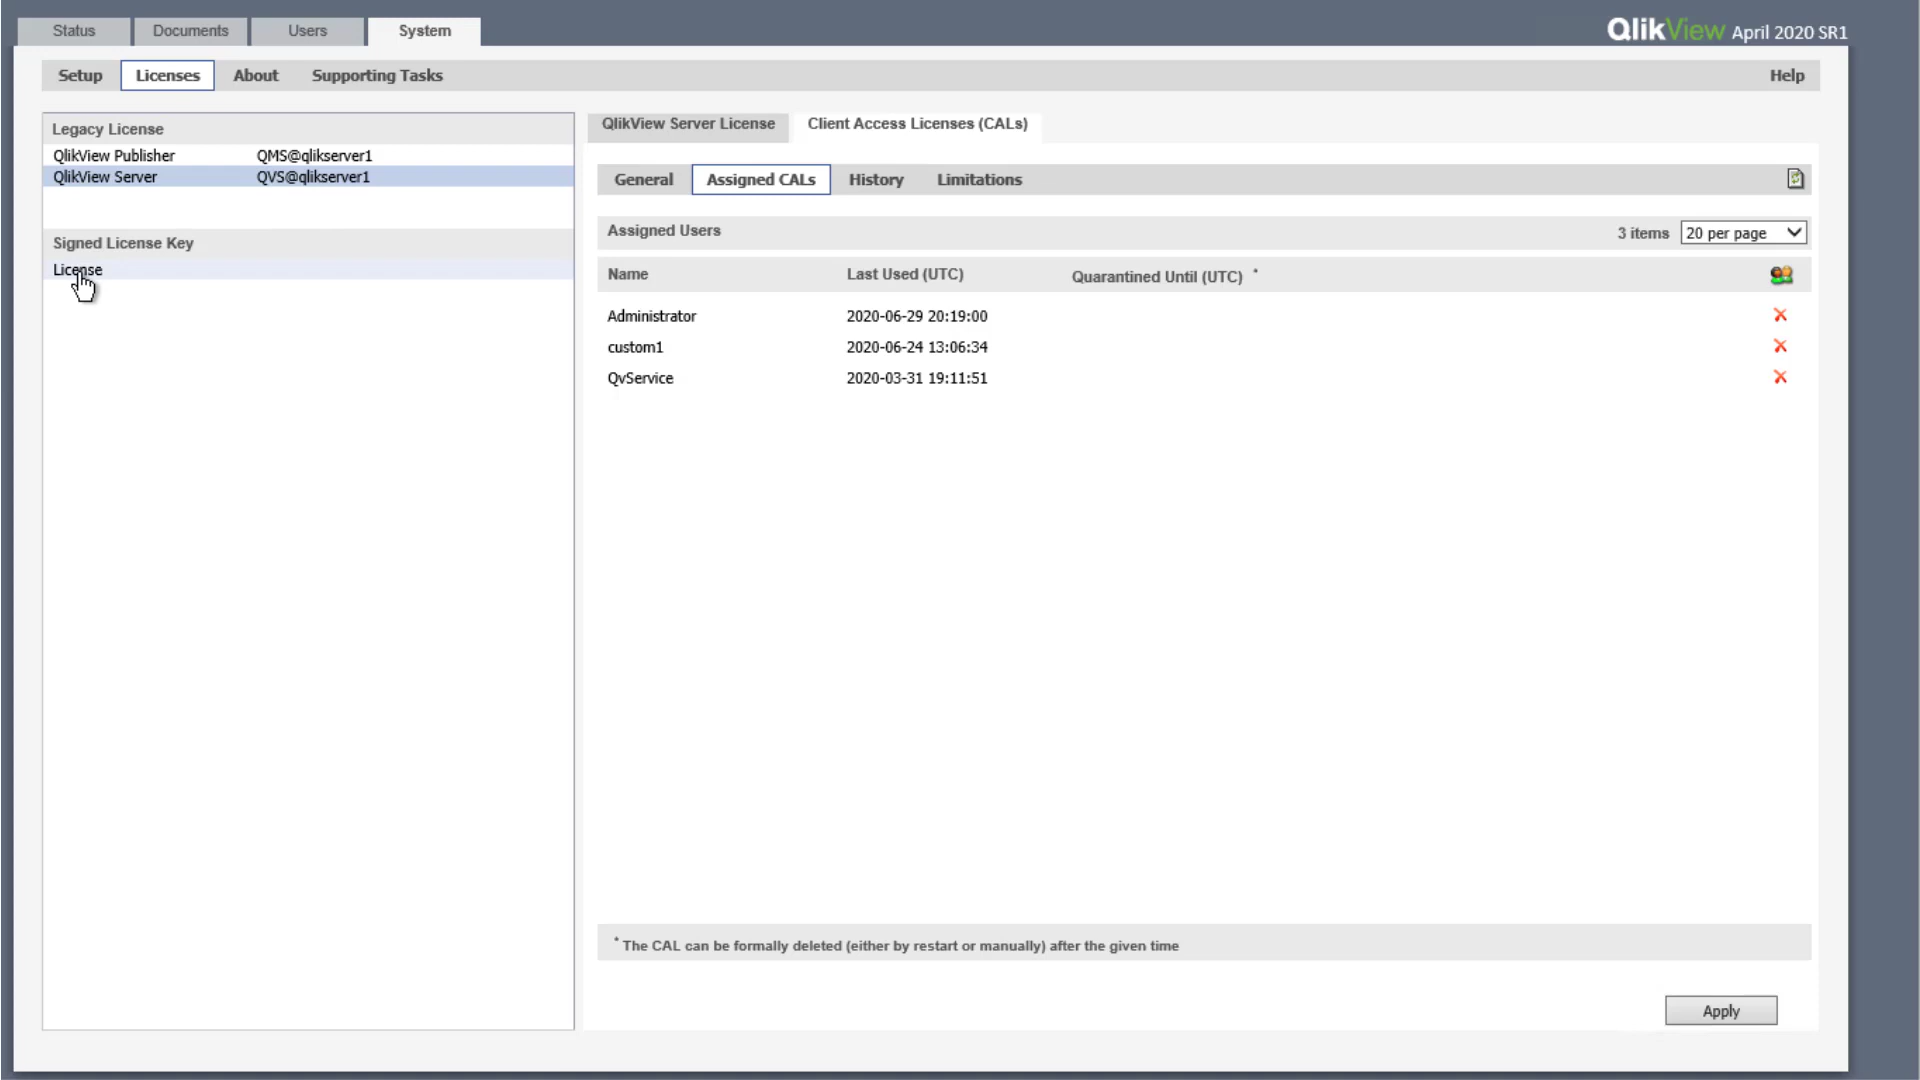 Status Documents Users System QlikView April 2020 SR1
Setup Licenses About Supporting Tasks Help
Legacy License
QlikView Publisher QMS@qlikserver1
QlikView Server QVS@qlikserver1
Signed License Key
License
QlikView Server License Client Access Licenses (CALs)
General Assigned CALs History Limitations
Assigned Users 3 items 20 per page
Name Last Used (UTC) Quarantined Until (UTC) *
Administrator 2020-06-29 20:19:00
custom1 2020-06-24 13:06:34
QvService 2020-03-31 19:11:51
* The CAL can be formally deleted (either by restart or manually) after the given time
Apply